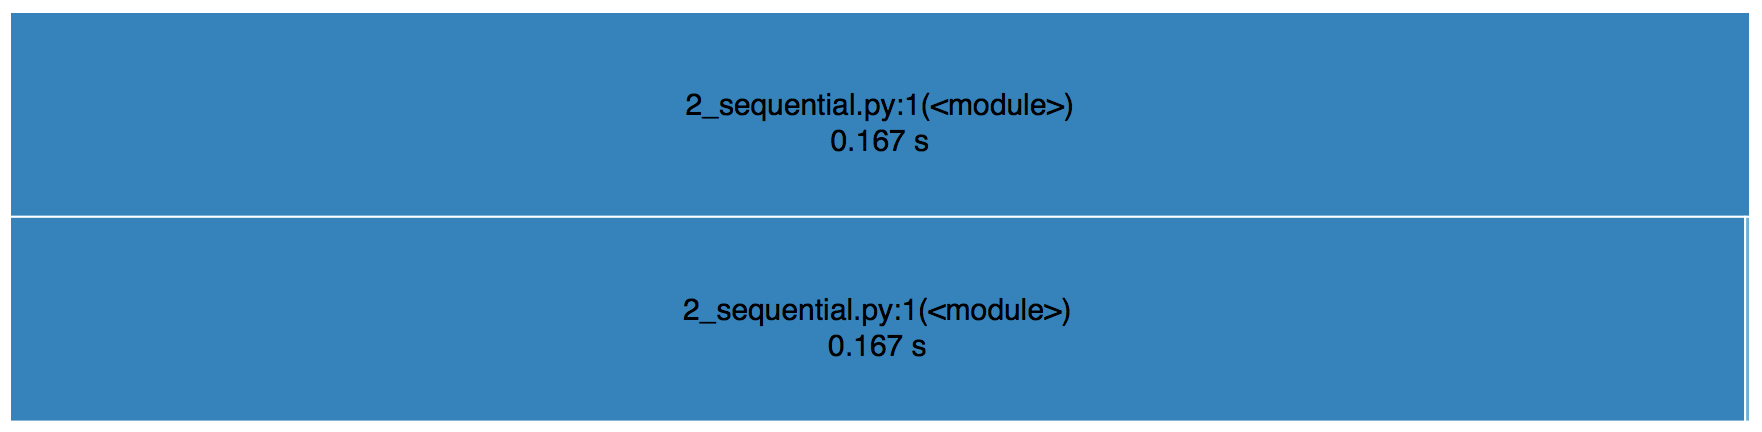 2_sequential.py:1(<module>)
0.167 s
2_sequential.py:1(<module>)
0.167 s